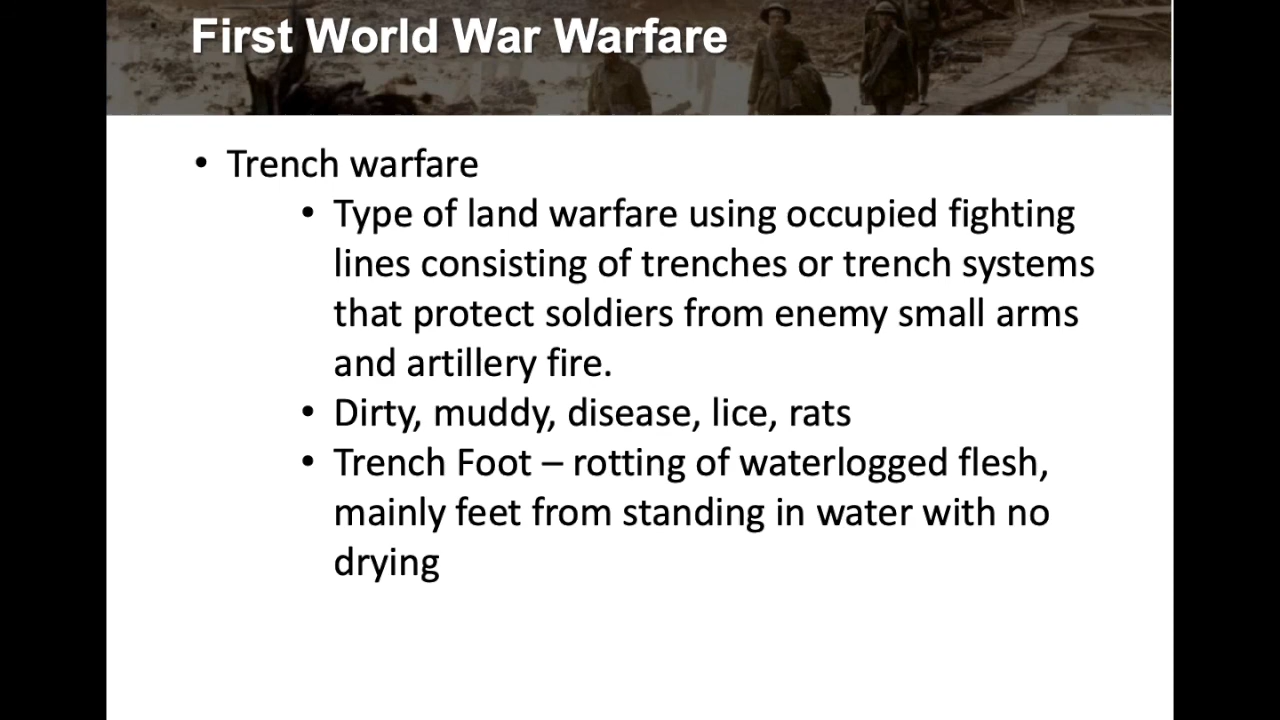 First World War Warfare
• Trench warfare
• Type of land warfare using occupied fighting
lines consisting of trenches or trench systems
that protect soldiers from enemy small arms
and artillery fire.
• Dirty, muddy, disease, lice, rats
• Trench Foot – rotting of waterlogged flesh,
mainly feet from standing in water with no
drying